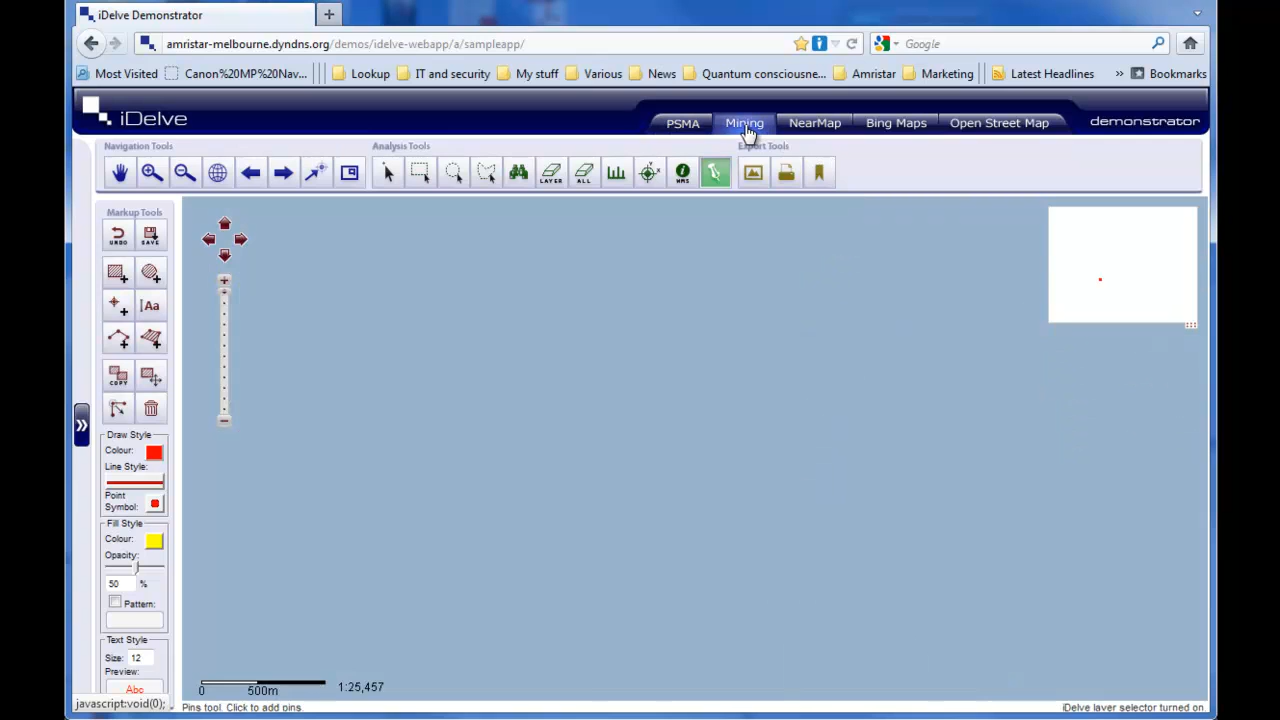 iDelve Demonstrator
amristar-melbourne.dyndns.org/demos/idelve-webapp/a/sampleapp/
Google
Most Visited
Canon%20MP%20Nav...
Lookup
IT and security
My stuff
Various
News
Quantum consciousne...
Amristar
Marketing
Latest Headlines
»
Bookmarks
iDelve
PSMA
Mining
NearMap
Bing Maps
Open Street Map
demonstrator
Navigation Tools
Analysis Tools
Export Tools
LAYER
ALL
WMS
Markup Tools
UNDO
SAVE
Aa
COPY
Draw Style
Colour:
Line Style:
Point
Symbol:
Fill Style
Colour:
Opacity:
50 %
Pattern:
Text Style
Size: 12
Preview:
Abc
0 500m 1:25,457
javascript:void(0);
Pins tool. Click to add pins.
iDelve layer selector turned on.